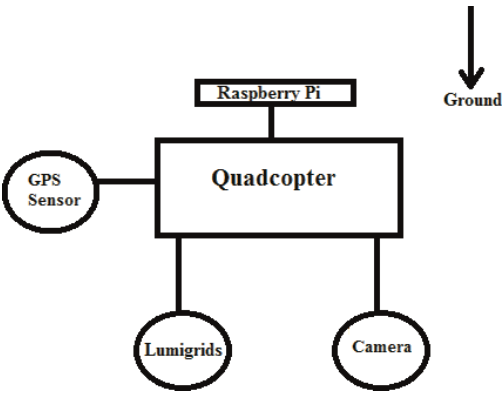 Raspberry Pi
Ground
GPS
Sensor
Quadcopter
Lumigrids
Camera